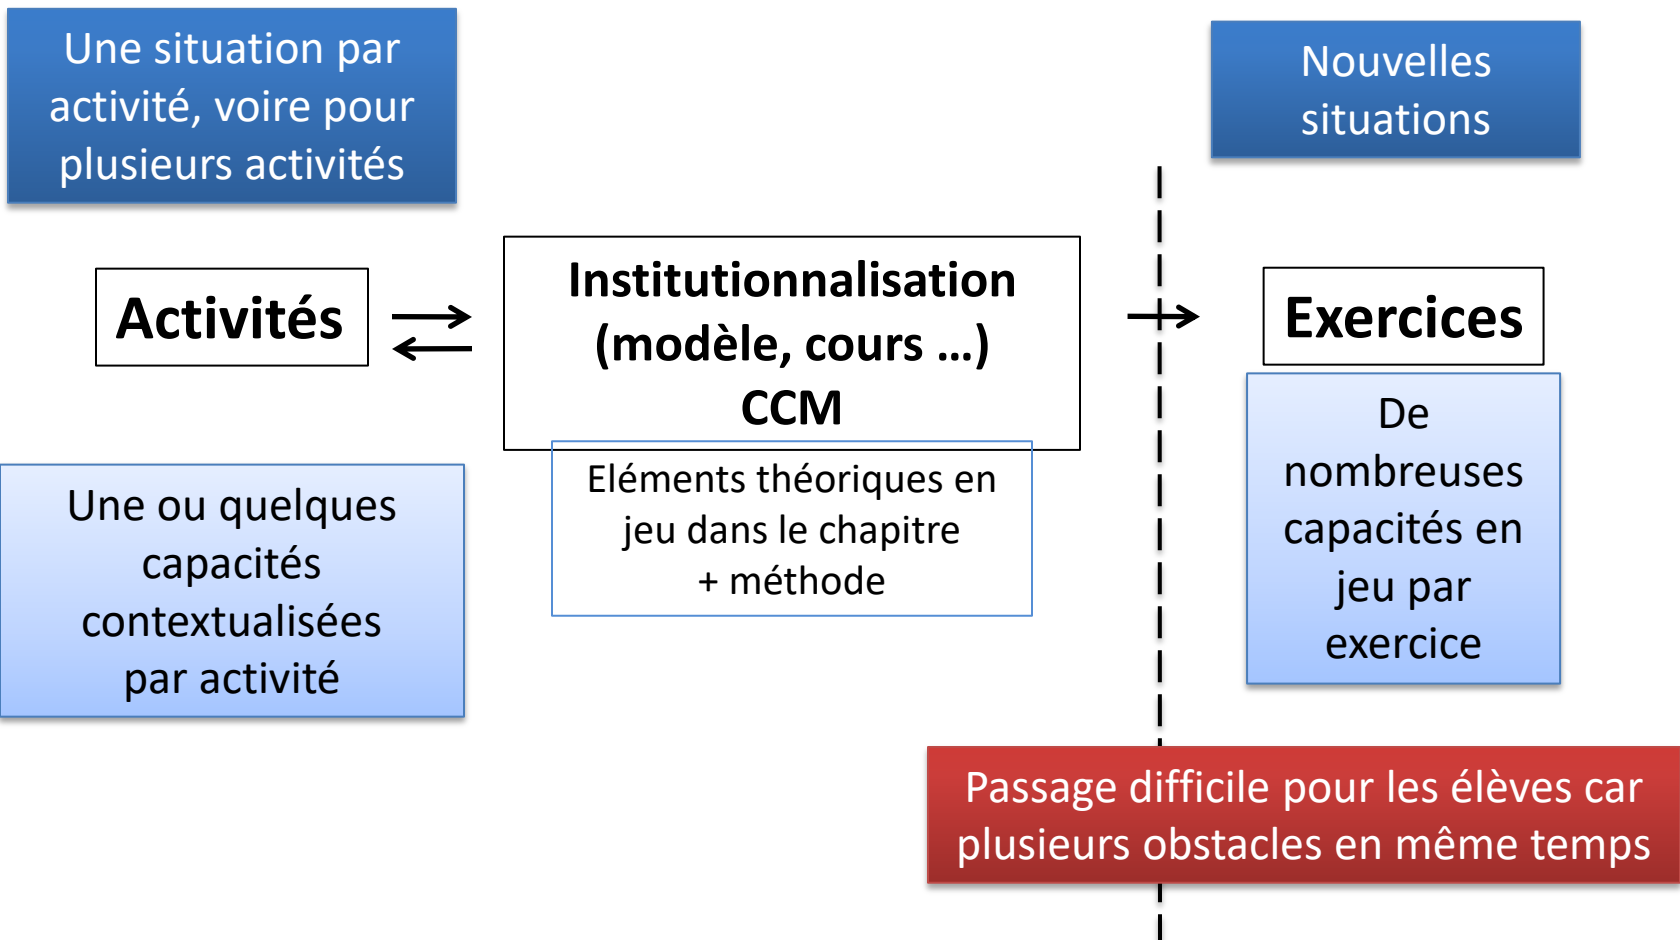 Une situation par
activité, voire pour
plusieurs activités
Nouvelles
situations
Activités
Institutionnalisation
(modèle, cours ...)
CCM
Exercices
Eléments théoriques en
jeu dans le chapitre
+ méthode
Une ou quelques
capacités
contextualisées
par activité
De
nombreuses
capacités en
jeu par
exercice
Passage difficile pour les élèves car
plusieurs obstacles en même temps